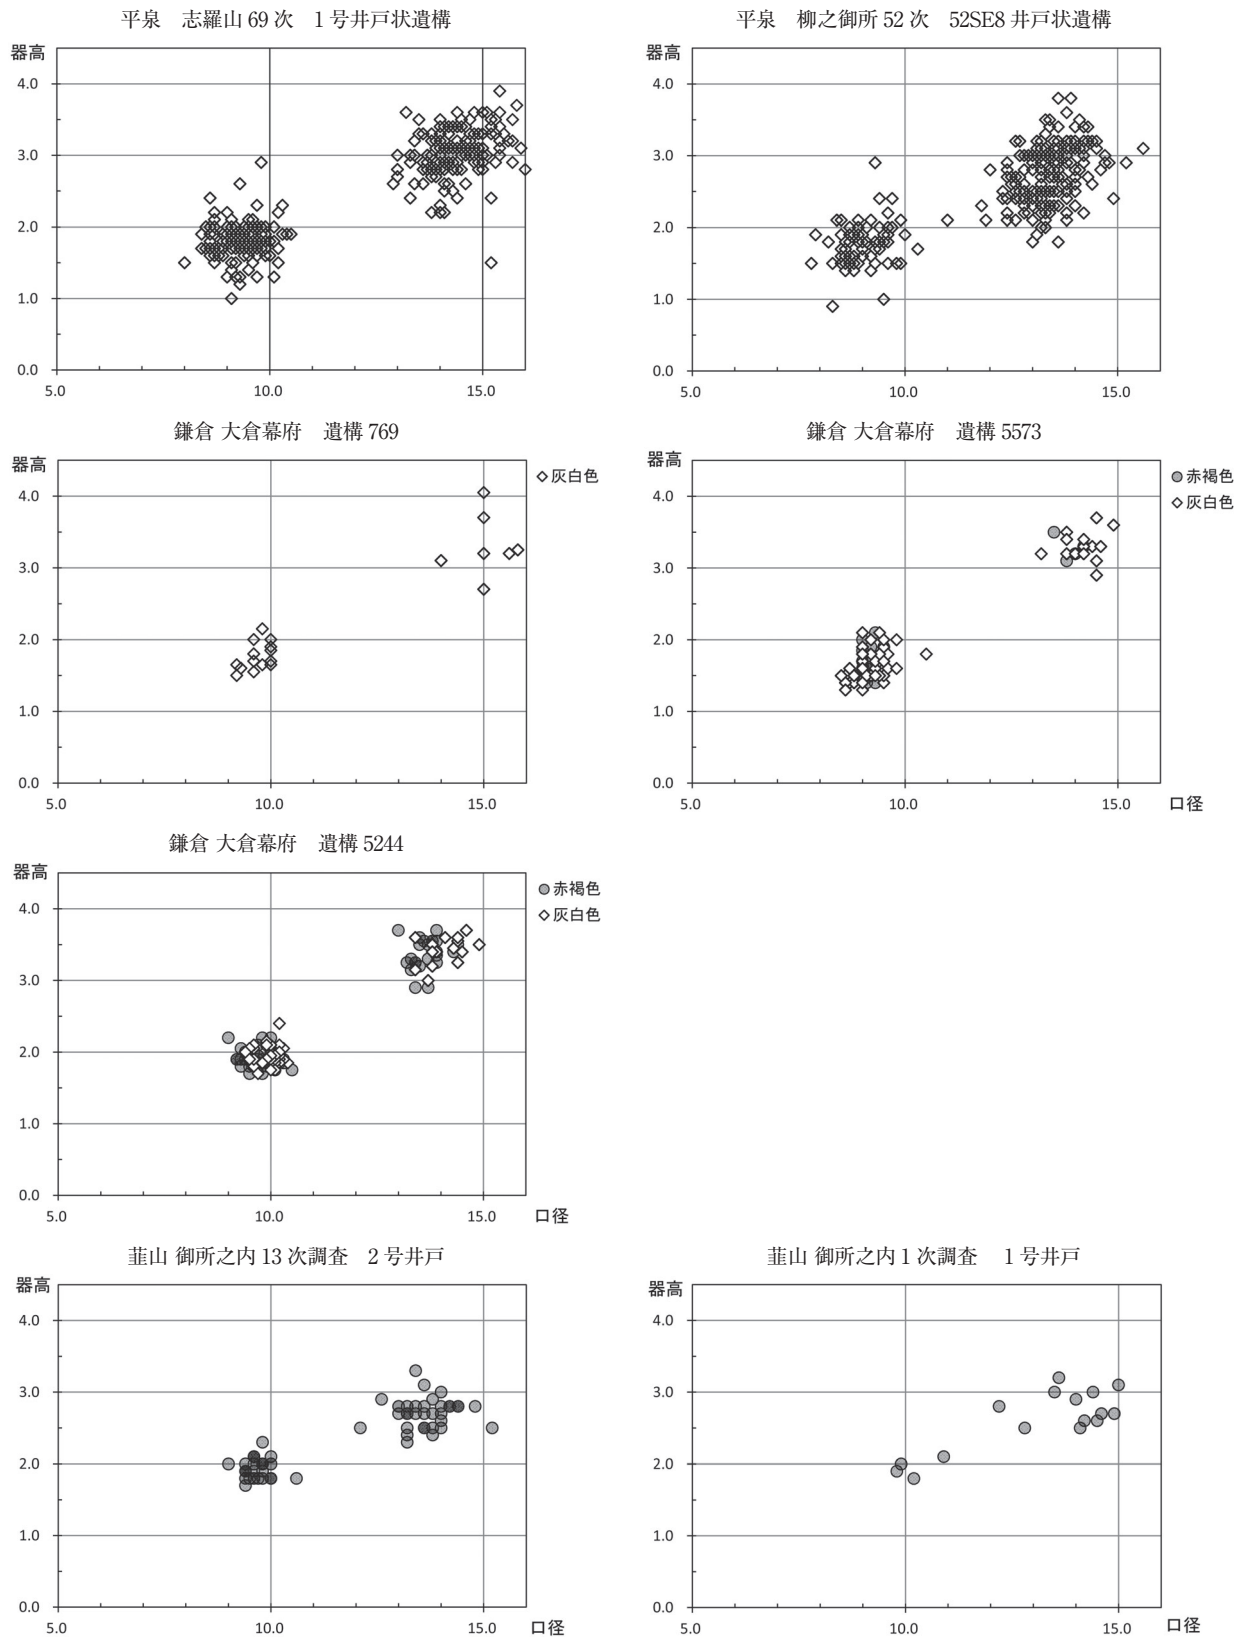 平泉　志羅山 69 次　1 号井戸状遺構
器高
4.0
3.0
2.0
1.0
0.0
5.0 10.0 15.0
平泉　柳之御所 52 次　52SE8 井戸状遺構
器高
4.0
3.0
2.0
1.0
0.0
5.0 10.0 15.0
鎌倉 大倉幕府　遺構 769
器高
4.0
3.0
2.0
1.0
0.0
5.0 10.0 15.0
◇灰白色
鎌倉 大倉幕府　遺構 5573
器高
4.0
3.0
2.0
1.0
0.0
5.0 10.0 15.0 口径
●赤褐色
◇灰白色
鎌倉 大倉幕府　遺構 5244
器高
4.0
3.0
2.0
1.0
0.0
5.0 10.0 15.0 口径
●赤褐色
◇灰白色
韮山 御所之内 13 次調査　2 号井戸
器高
4.0
3.0
2.0
1.0
0.0
5.0 10.0 15.0 口径
韮山 御所之内 1 次調査　1 号井戸
器高
4.0
3.0
2.0
1.0
0.0
5.0 10.0 15.0 口径